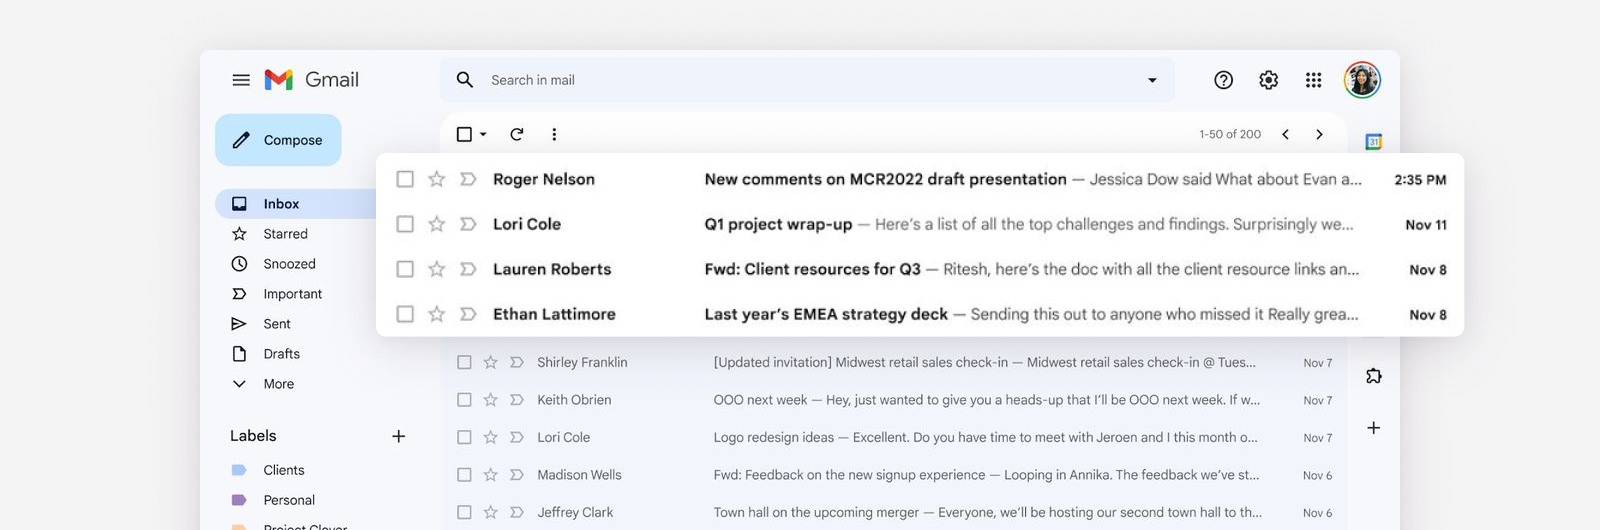 Gmail
Search in mail
Compose
1-50 of 200
31
Inbox
Starred
Snoozed
Important
Sent
Drafts
More
Labels
Clients
Personal
Project Clover
Roger Nelson New comments on MCR2022 draft presentation — Jessica Dow said What about Evan a... 2:35 PM
Lori Cole Q1 project wrap-up — Here's a list of all the top challenges and findings. Surprisingly we... Nov 11
Lauren Roberts Fwd: Client resources for Q3 — Ritesh, here's the doc with all the client resource links an... Nov 8
Ethan Lattimore Last year's EMEA strategy deck — Sending this out to anyone who missed it Really grea... Nov 8
Shirley Franklin [Updated invitation] Midwest retail sales check-in — Midwest retail sales check-in @ Tues... Nov 7
Keith Obrien OOO next week — Hey, just wanted to give you a heads-up that I'll be OOO next week. If w... Nov 7
Lori Cole Logo redesign ideas — Excellent. Do you have time to meet with Jeroen and I this month o... Nov 7
Madison Wells Fwd: Feedback on the new signup experience — Looping in Annika. The feedback we've st... Nov 6
Jeffrey Clark Town hall on the upcoming merger — Everyone, we'll be hosting our second town hall to th... Nov 6